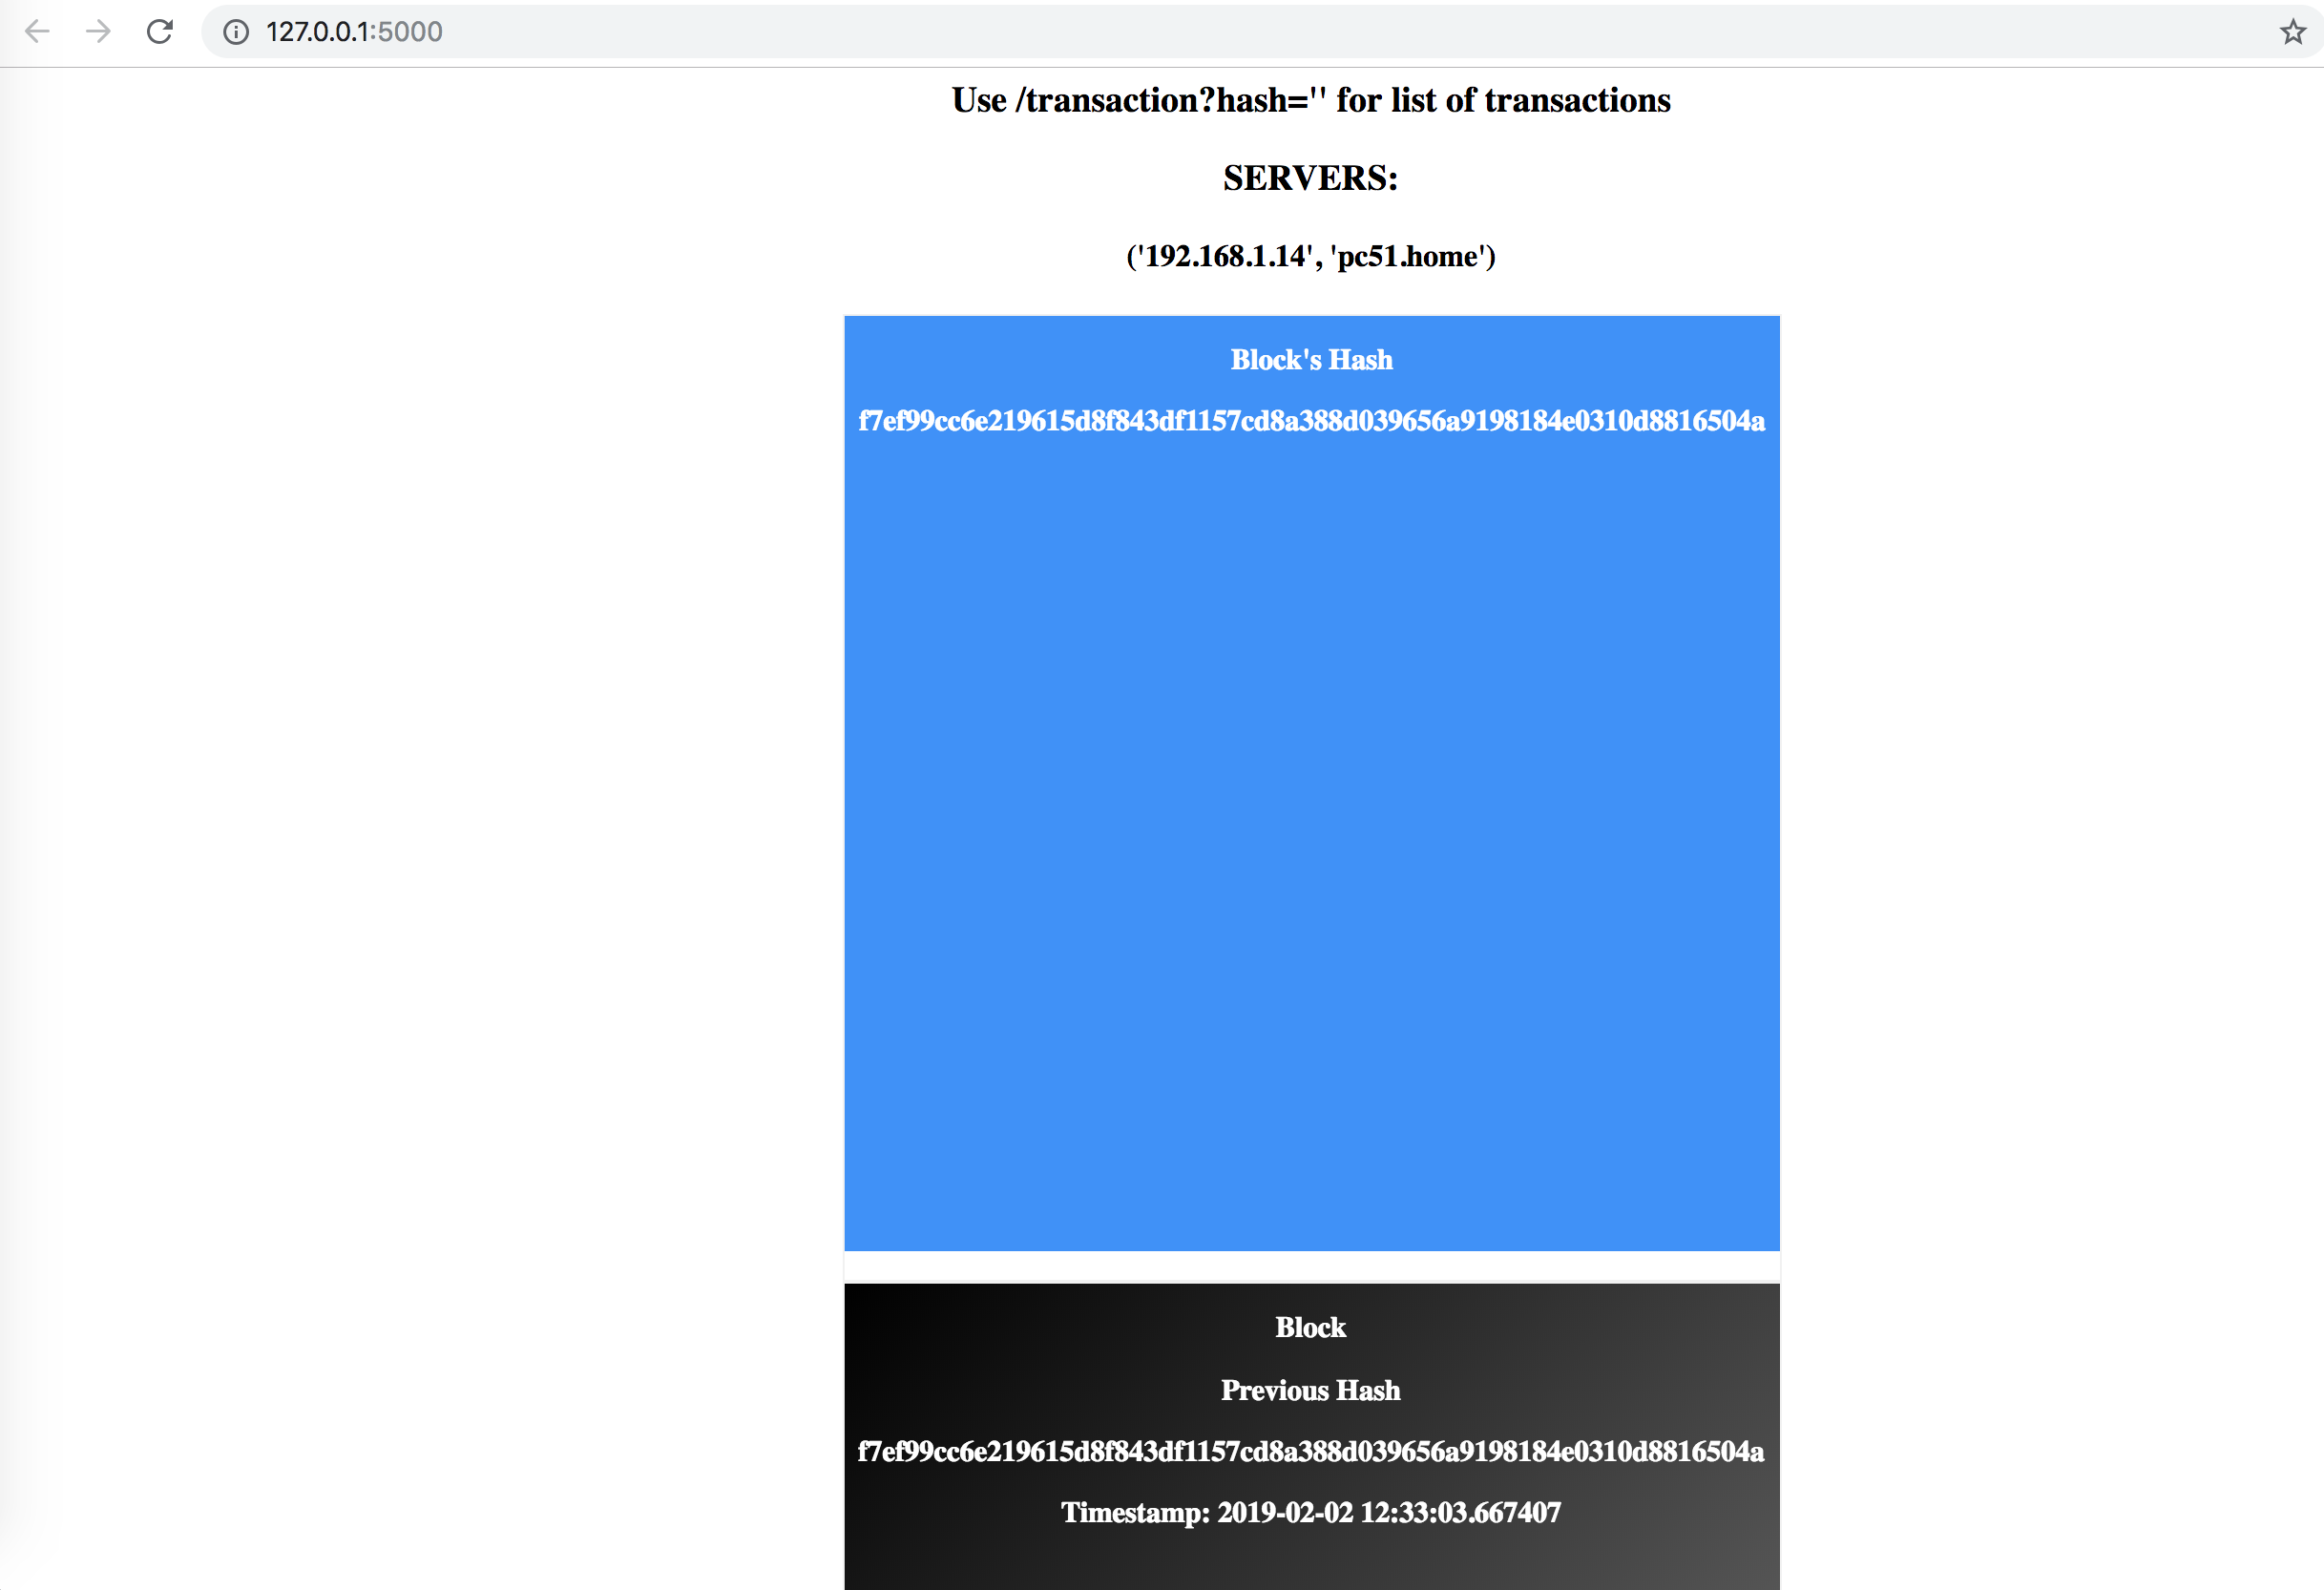 127.0.0.1:5000
Use /transaction?hash='' for list of transactions
SERVERS:
('192.168.1.14', 'pc51.home')
Block's Hash
f7ef99cc6e219615d8f843df1157cd8a388d039656a9198184e0310d8816504a
Block
Previous Hash
f7ef99cc6e219615d8f843df1157cd8a388d039656a9198184e0310d8816504a
Timestamp: 2019-02-02 12:33:03.667407